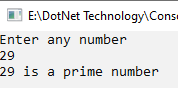 E:\DotNet Technology\Conso
Enter any number
29
29 is a prime number